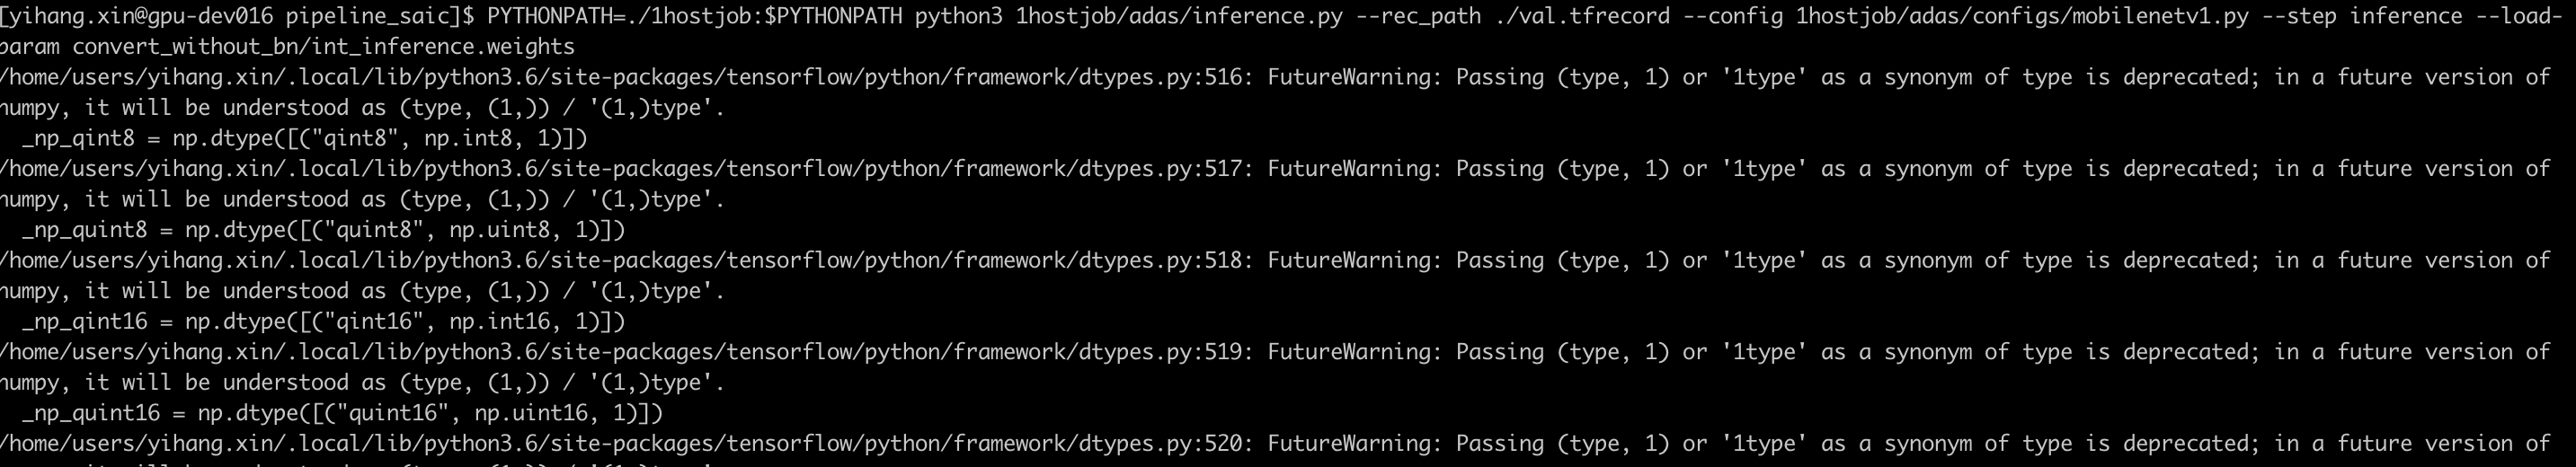 [yihang.xin@gpu-dev016 pipeline_saic]$ PYTHONPATH=./1hostjob:$PYTHONPATH python3 1hostjob/adas/inference.py --rec_path ./val.tfrecord --config 1hostjob/adas/configs/mobilenetv1.py --step inference --load-
param convert_without_bn/int_inference.weights
/home/users/yihang.xin/.local/lib/python3.6/site-packages/tensorflow/python/framework/dtypes.py:516: FutureWarning: Passing (type, 1) or '1type' as a synonym of type is deprecated; in a future version of
numpy, it will be understood as (type, (1,)) / '(1,)type'.
  _np_qint8 = np.dtype([("qint8", np.int8, 1)])
/home/users/yihang.xin/.local/lib/python3.6/site-packages/tensorflow/python/framework/dtypes.py:517: FutureWarning: Passing (type, 1) or '1type' as a synonym of type is deprecated; in a future version of
numpy, it will be understood as (type, (1,)) / '(1,)type'.
  _np_quint8 = np.dtype([("quint8", np.uint8, 1)])
/home/users/yihang.xin/.local/lib/python3.6/site-packages/tensorflow/python/framework/dtypes.py:518: FutureWarning: Passing (type, 1) or '1type' as a synonym of type is deprecated; in a future version of
numpy, it will be understood as (type, (1,)) / '(1,)type'.
  _np_qint16 = np.dtype([("qint16", np.int16, 1)])
/home/users/yihang.xin/.local/lib/python3.6/site-packages/tensorflow/python/framework/dtypes.py:519: FutureWarning: Passing (type, 1) or '1type' as a synonym of type is deprecated; in a future version of
numpy, it will be understood as (type, (1,)) / '(1,)type'.
  _np_quint16 = np.dtype([("quint16", np.uint16, 1)])
/home/users/yihang.xin/.local/lib/python3.6/site-packages/tensorflow/python/framework/dtypes.py:520: FutureWarning: Passing (type, 1) or '1type' as a synonym of type is deprecated; in a future version of